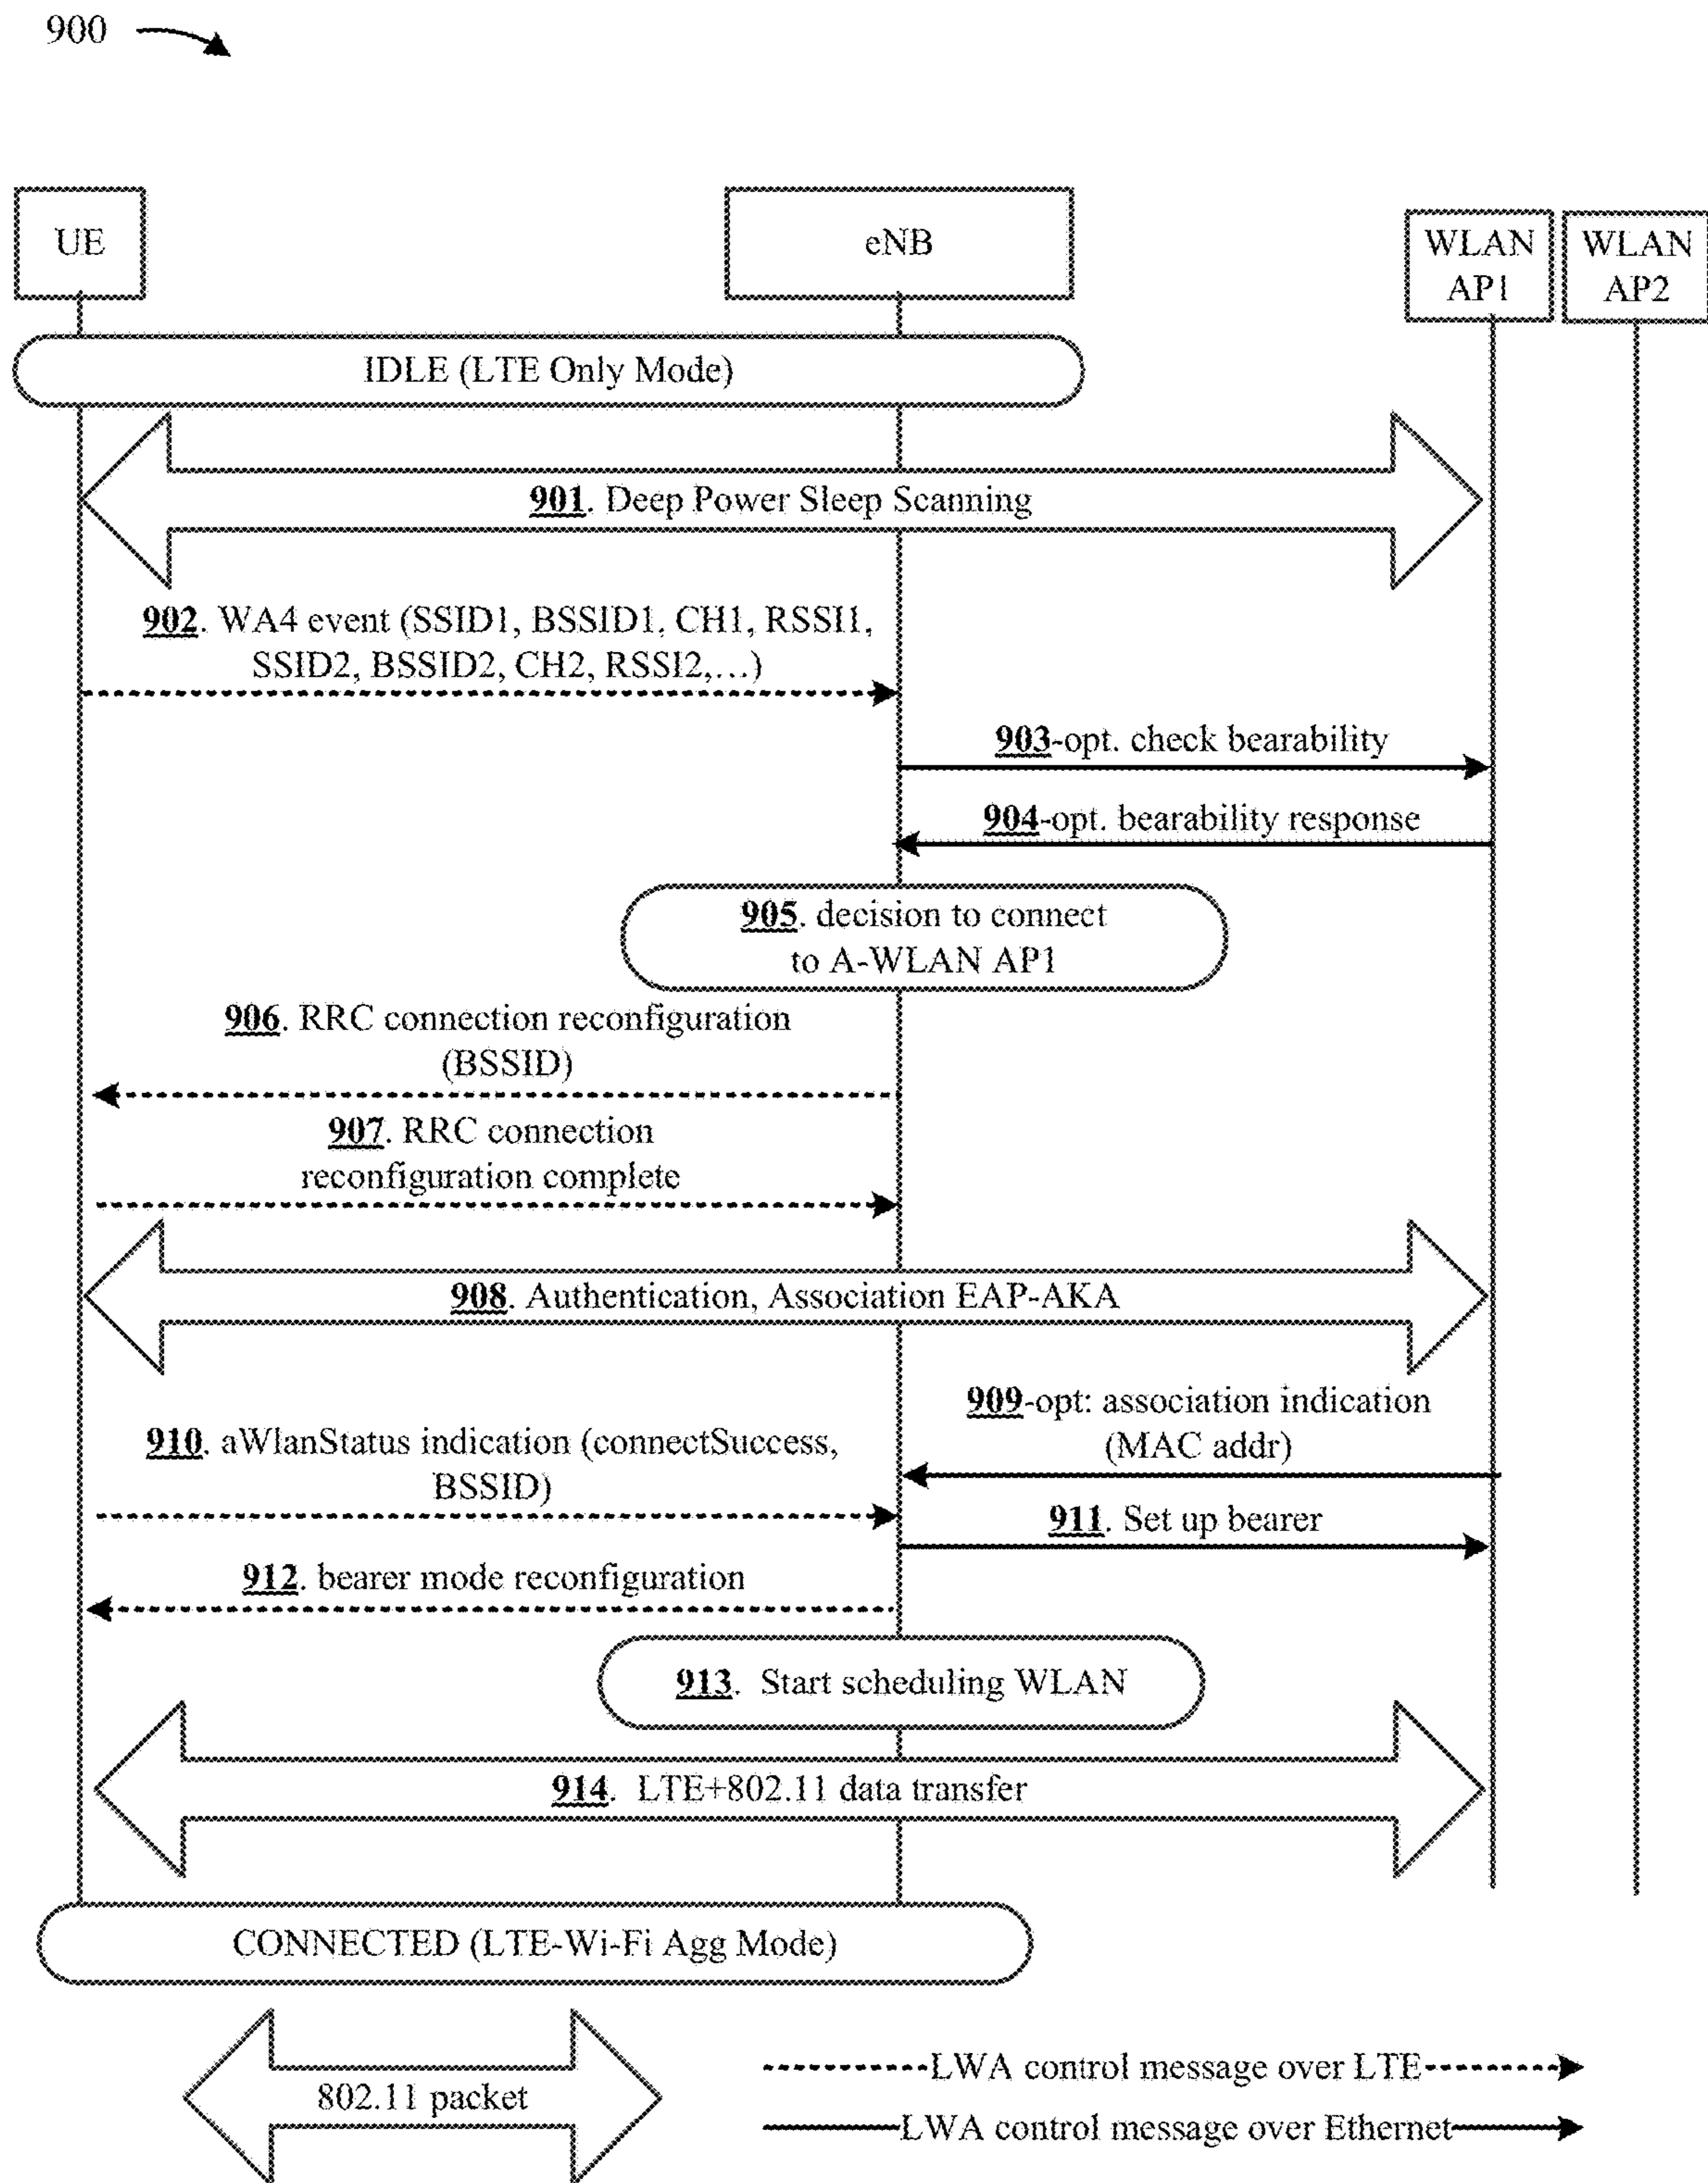 900
UE
eNB
WLAN
AP1
WLAN
AP2
IDLE (LTE Only Mode)
901. Deep Power Sleep Scanning
902. WA4 event (SSID1, BSSID1, CH1, RSSI1,
SSID2, BSSID2, CH2, RSSI2,...)
903-opt. check bearability
904-opt. bearability response
905. decision to connect
to A-WLAN AP1
906. RRC connection reconfiguration
(BSSID)
907. RRC connection
reconfiguration complete
908. Authentication, Association EAP-AKA
909-opt: association indication
(MAC addr)
910. aWlanStatus indication (connectSuccess,
BSSID)
911. Set up bearer
912. bearer mode reconfiguration
913. Start scheduling WLAN
914. LTE+802.11 data transfer
CONNECTED (LTE-Wi-Fi Agg Mode)
802.11 packet
LWA control message over LTE
LWA control message over Ethernet